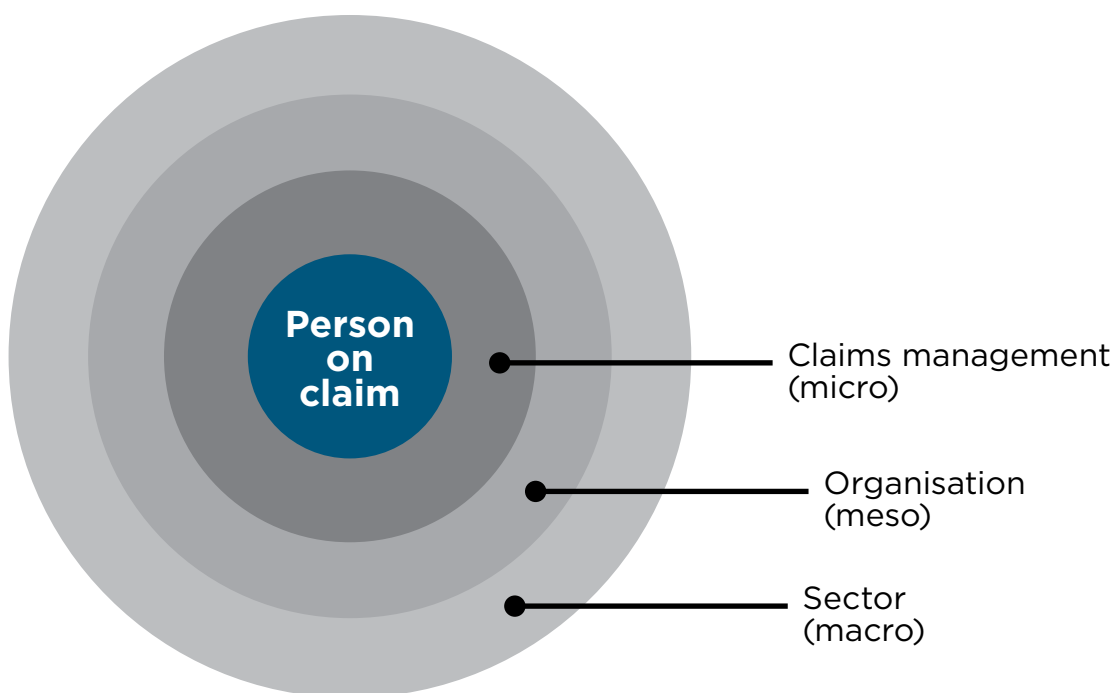 Person
on
claim
Claims management
(micro)
Organisation
(meso)
Sector
(macro)